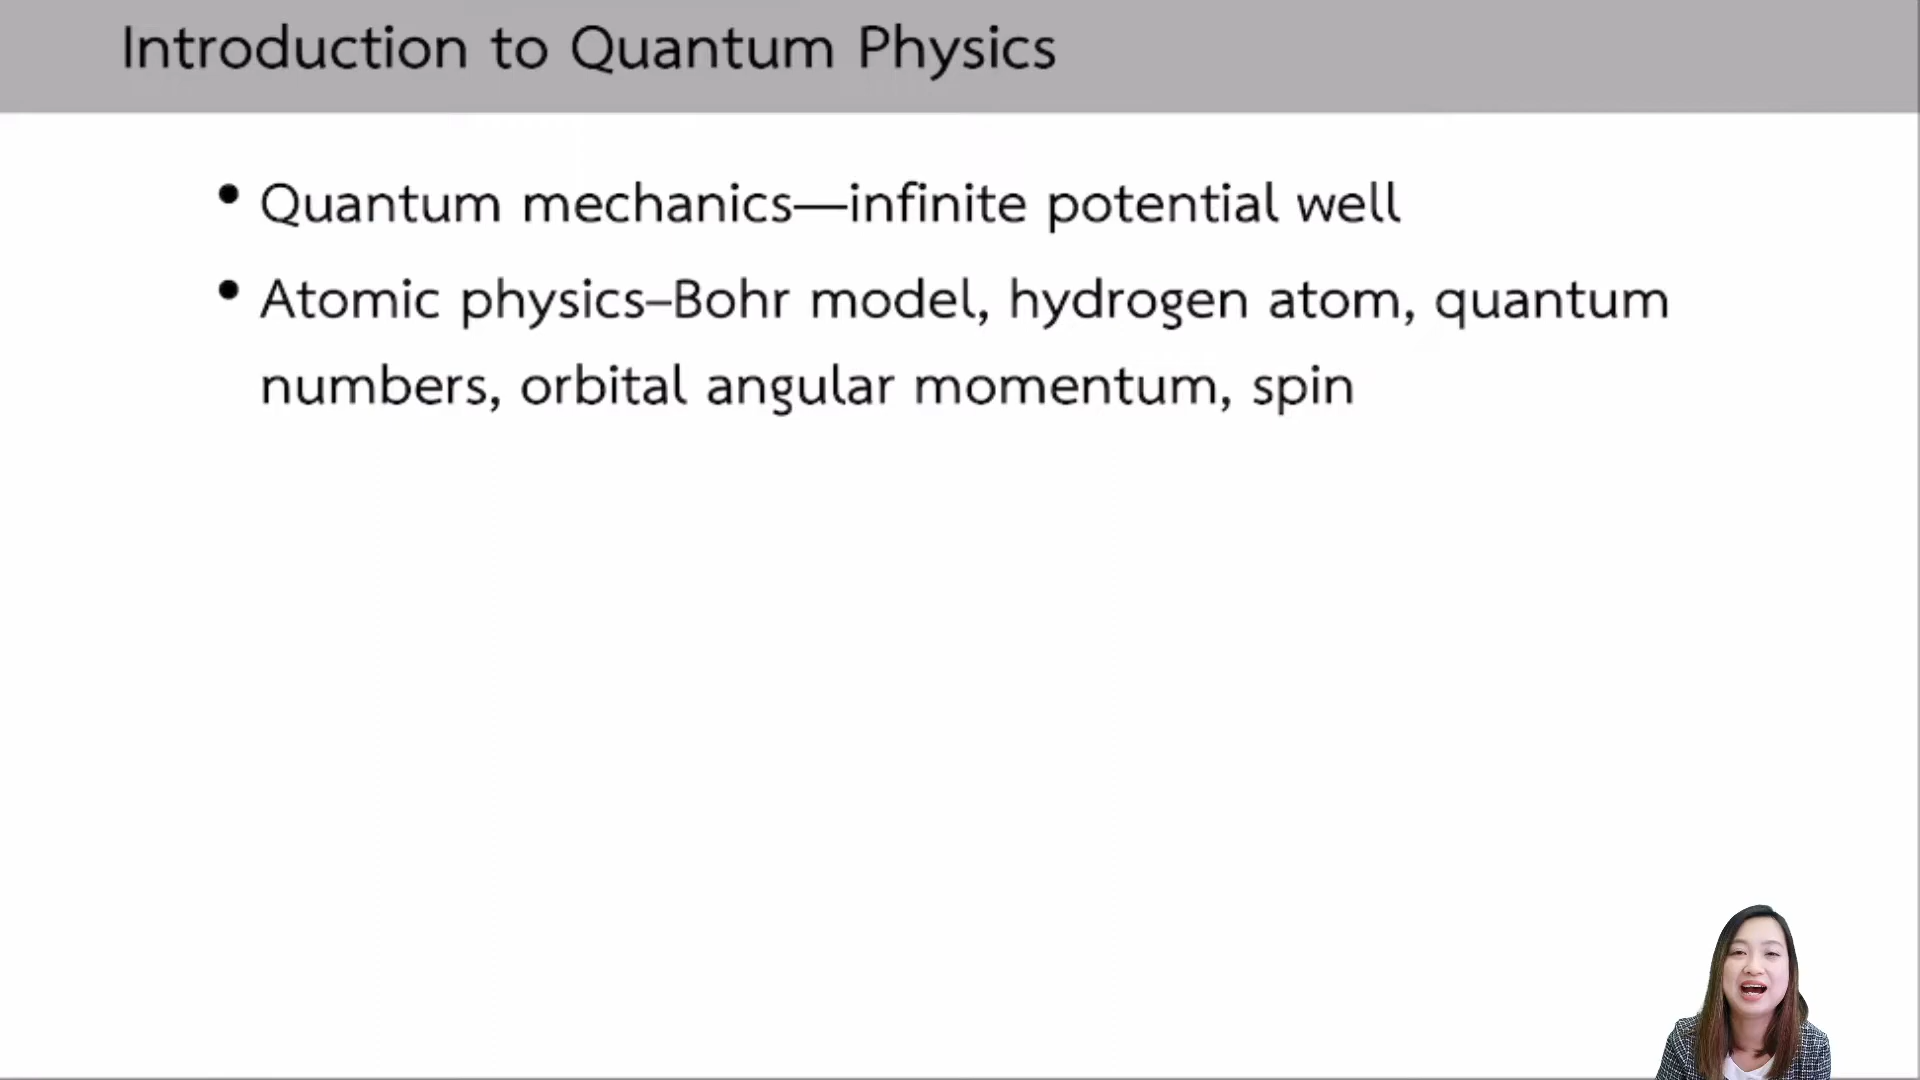 Introduction to Quantum Physics
• Quantum mechanics—infinite potential well
• Atomic physics–Bohr model, hydrogen atom, quantum
numbers, orbital angular momentum, spin